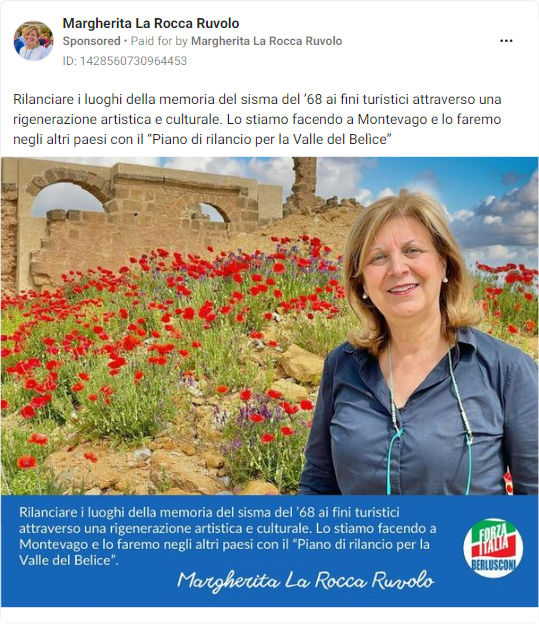 Margherita La Rocca Ruvolo
Sponsored • Paid for by Margherita La Rocca Ruvolo
ID: 1428560730964453
Rilanciare i luoghi della memoria del sisma del '68 ai fini turistici attraverso una
rigenerazione artistica e culturale. Lo stiamo facendo a Montevago e lo faremo
negli altri paesi con il “Piano di rilancio per la Valle del Belìce”
Rilanciare i luoghi della memoria del sisma del '68 ai fini turistici
attraverso una rigenerazione artistica e culturale. Lo stiamo facendo a
Montevago e lo faremo negli altri paesi con il “Piano di rilancio per la
Valle del Belice”.
Margherita La Rocca Ruvolo
FORZA
ITALIA
BERLUSCONI